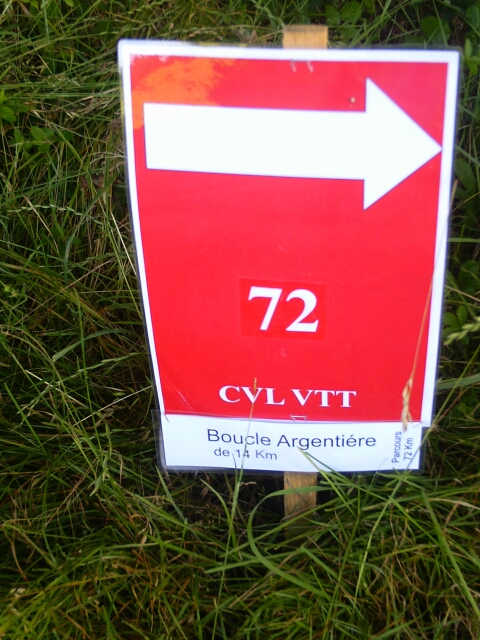 72
CVL VTT
Boucle Argentiére
de 14 Km
Parcours
72 Km